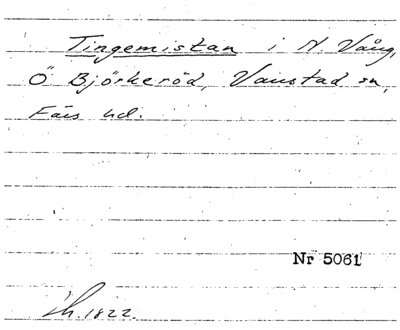 Tingemistan i N Vång,
Ö Björkeröd, Vanstad sn,
Färs hd.
Nr 5061
1822